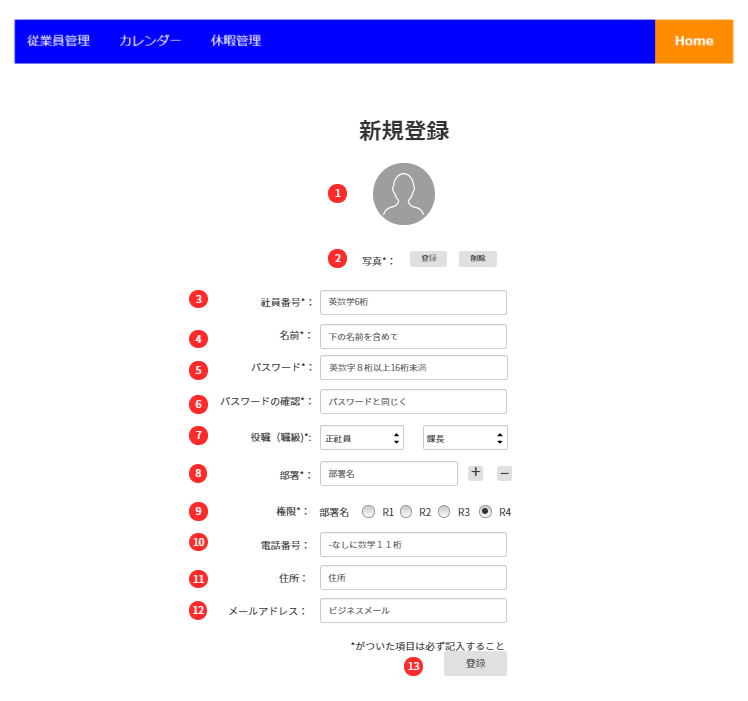 従業員管理 カレンダー 休暇管理 Home
新規登録
1
2 写真*： 登録 削除
3 社員番号*： 英数学6桁
4 名前*： 下の名前を含めて
5 パスワード*： 英数字８桁以上16桁未満
6 パスワードの確認*： パスワードと同じく
7 役職（職級)*: 正社員 課長
8 部署*： 部署名 + −
9 権限*： 部署名 R1 R2 R3 R4
10 電話番号： -なしに数学１１桁
11 住所： 住所
12 メールアドレス： ビジネスメール
*がついた項目は必ず記入すること
13 登録